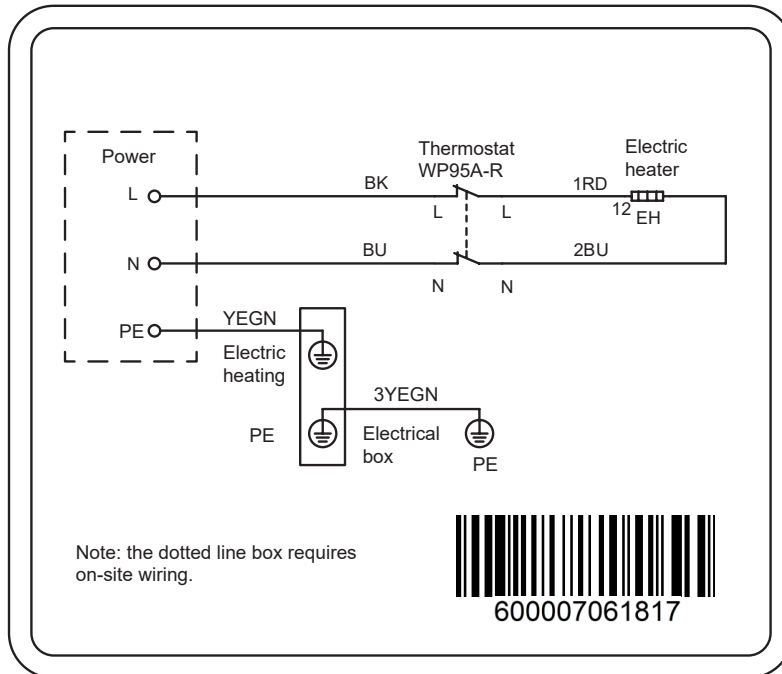 Power
Thermostat
WP95A-R
Electric
heater
L
BK
L
L
1RD
12
EH
N
BU
N
N
2BU
PE
YEGN
Electric
heating
3YEGN
PE
Electrical
box
PE
Note: the dotted line box requires
on-site wiring.
600007061817